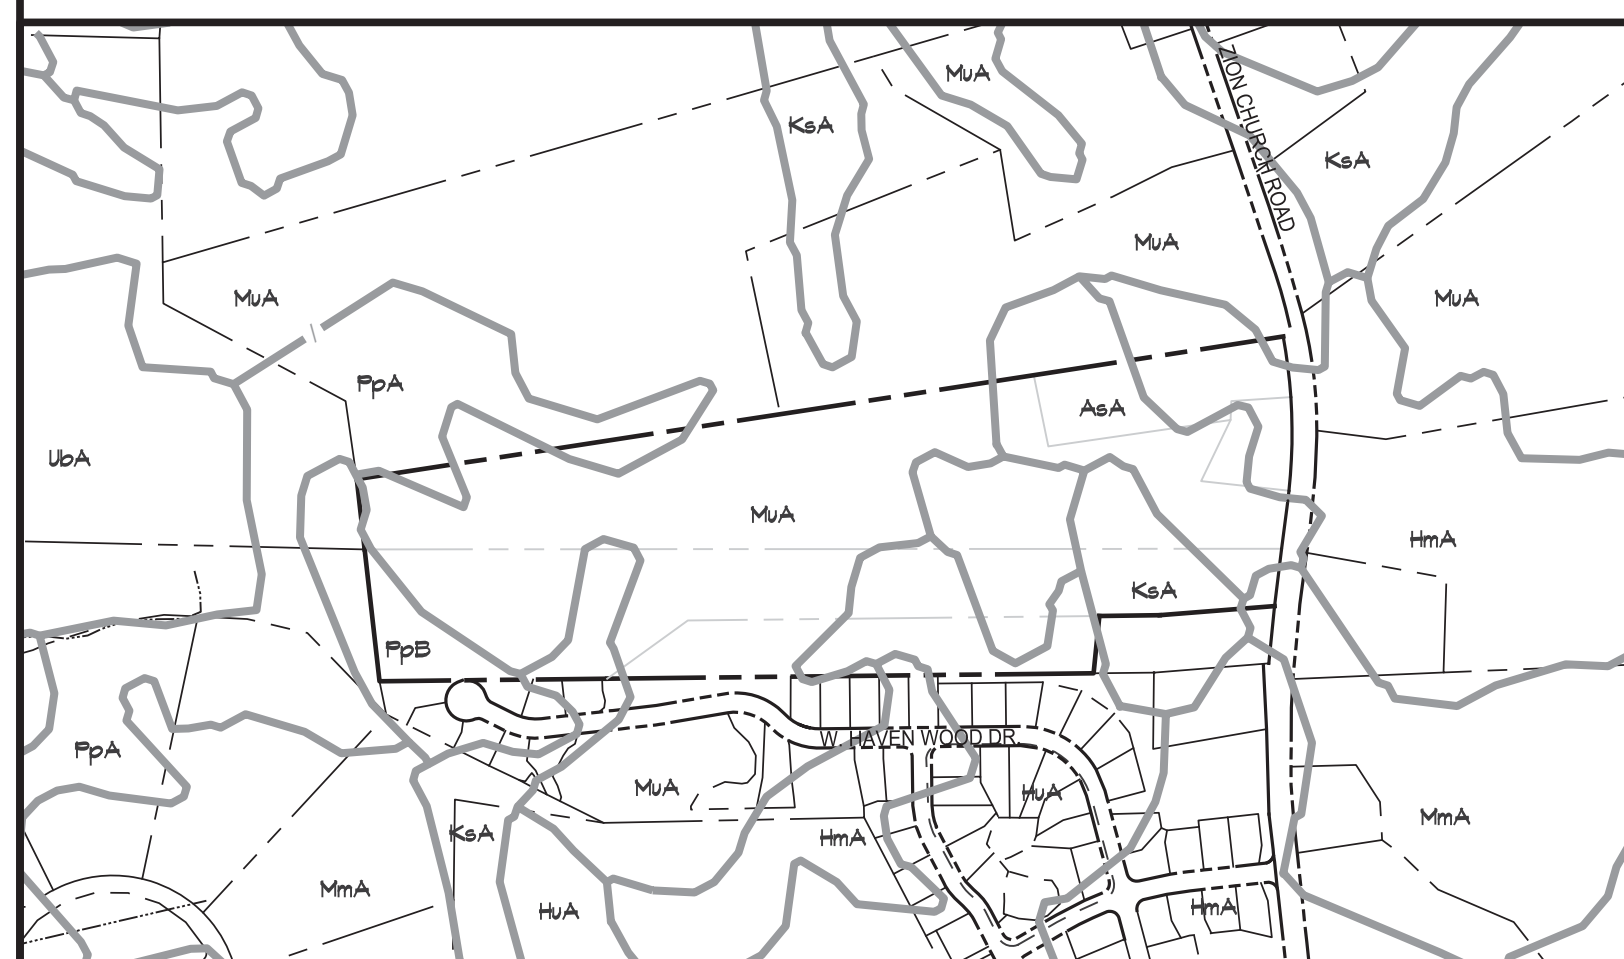 MuA
KsA
ZION CHURCH ROAD
KsA
MuA
MuA
MuA
PpA
AsA
UbA
MuA
HmA
KsA
PpB
W. HAVEN WOOD DR.
PpA
MuA
HuA
MmA
KsA
HmA
MmA
HuA
HmA